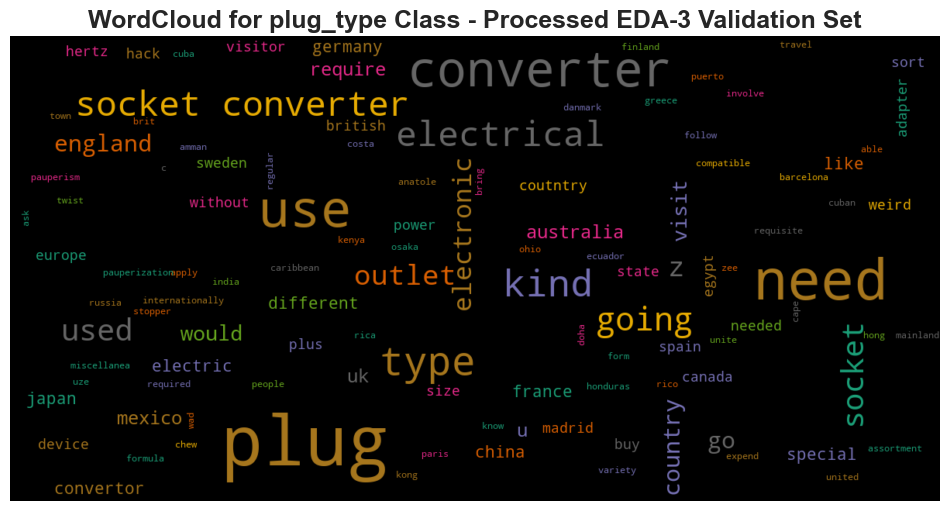 WordCloud for plug_type Class - Processed EDA-3 Validation Set
hertz
hack
cuba
visitor
germany
require
converter
finland
travel
sort
puerto
involve
adapter
town
brit
socket converter
british
electrical
danmark
greece
follow
england
amman
sweden
costa
able
like
compatible
pauperism
c
regular
anatole
bring
coutntry
barcelona
twist
without
use
power
electronic
visit
cuban
weird
ask
kenya
osaka
australia
requisite
europe
ohio
ecuador
state
z
egypt
zee
need
pauperization
apply
india
caribbean
outlet
kind
russia
internationally
stopper
different
going
needed
cape
used
would
rica
doha
unite
hong
mainland
plus
type
form
spain
socket
miscellanea
electric
uze
required
people
uk
size
france
honduras
rico
canada
japan
mexico
wad
plug
u
madrid
country
go
device
chew
know
buy
special
assortment
formula
paris
china
expend
kong
variety
united
convertor